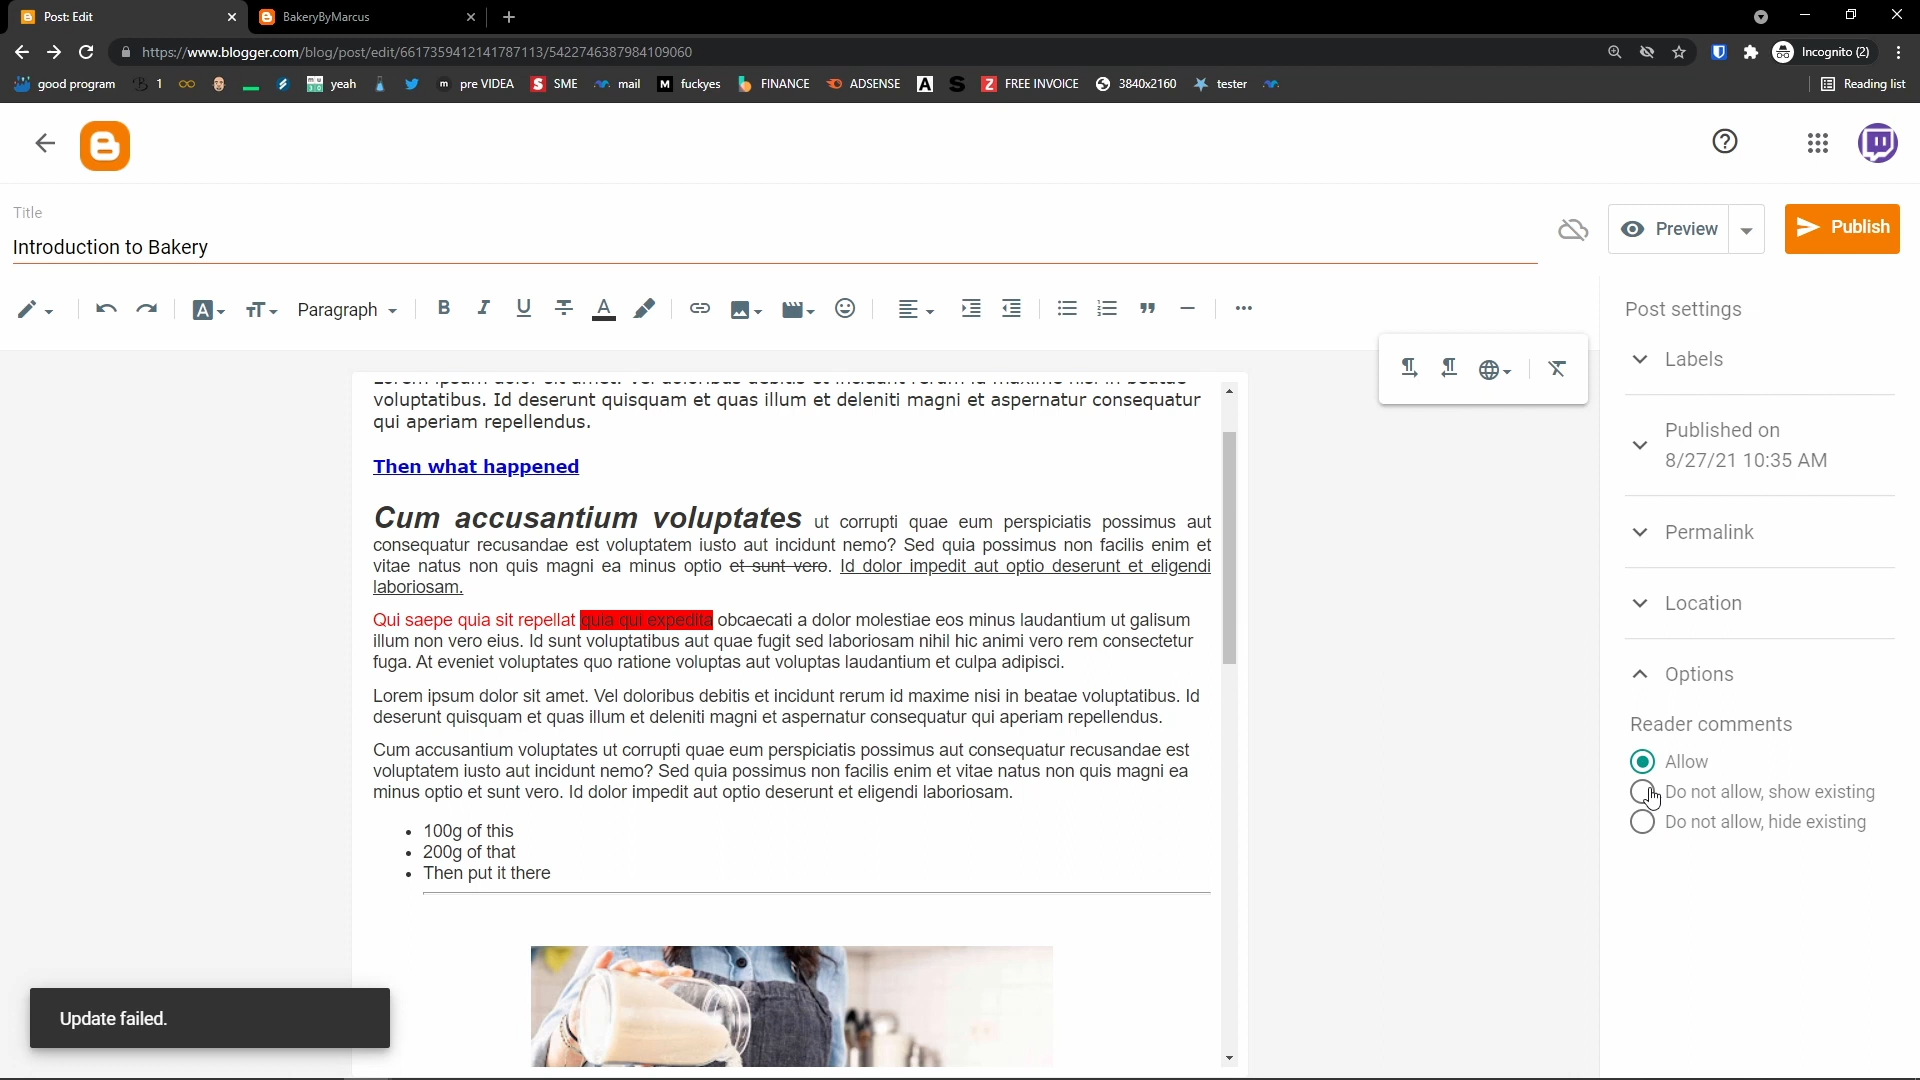 Post: Edit
BakeryByMarcus
https://www.blogger.com/blog/post/edit/6617359412141787113/5422746387984109060
Incognito (2)
good program
1
yeah
pre VIDEA
SME
mail
fuckyes
FINANCE
ADSENSE
FREE INVOICE
3840x2160
tester
Reading list
Title
Introduction to Bakery
Preview
Publish
Paragraph
Post settings
Labels
Published on
8/27/21 10:35 AM
Permalink
Location
Options
Reader comments
Allow
Do not allow, show existing
Do not allow, hide existing
voluptatibus. Id deserunt quisquam et quas illum et deleniti magni et aspernatur consequatur
qui aperiam repellendus.
Then what happened
Cum accusantium voluptates ut corrupti quae eum perspiciatis possimus aut
consequatur recusandae est voluptatem iusto aut incidunt nemo? Sed quia possimus non facilis enim et
vitae natus non quis magni ea minus optio et sunt vero. Id dolor impedit aut optio deserunt et eligendi
laboriosam.
Qui saepe quia sit repellat quia qui expedita obcaecati a dolor molestiae eos minus laudantium ut galisum
illum non vero eius. Id sunt voluptatibus aut quae fugit sed laboriosam nihil hic animi vero rem consectetur
fuga. At eveniet voluptates quo ratione voluptas aut voluptas laudantium et culpa adipisci.
Lorem ipsum dolor sit amet. Vel doloribus debitis et incidunt rerum id maxime nisi in beatae voluptatibus. Id
deserunt quisquam et quas illum et deleniti magni et aspernatur consequatur qui aperiam repellendus.
Cum accusantium voluptates ut corrupti quae eum perspiciatis possimus aut consequatur recusandae est
voluptatem iusto aut incidunt nemo? Sed quia possimus non facilis enim et vitae natus non quis magni ea
minus optio et sunt vero. Id dolor impedit aut optio deserunt et eligendi laboriosam.
• 100g of this
• 200g of that
• Then put it there
Update failed.